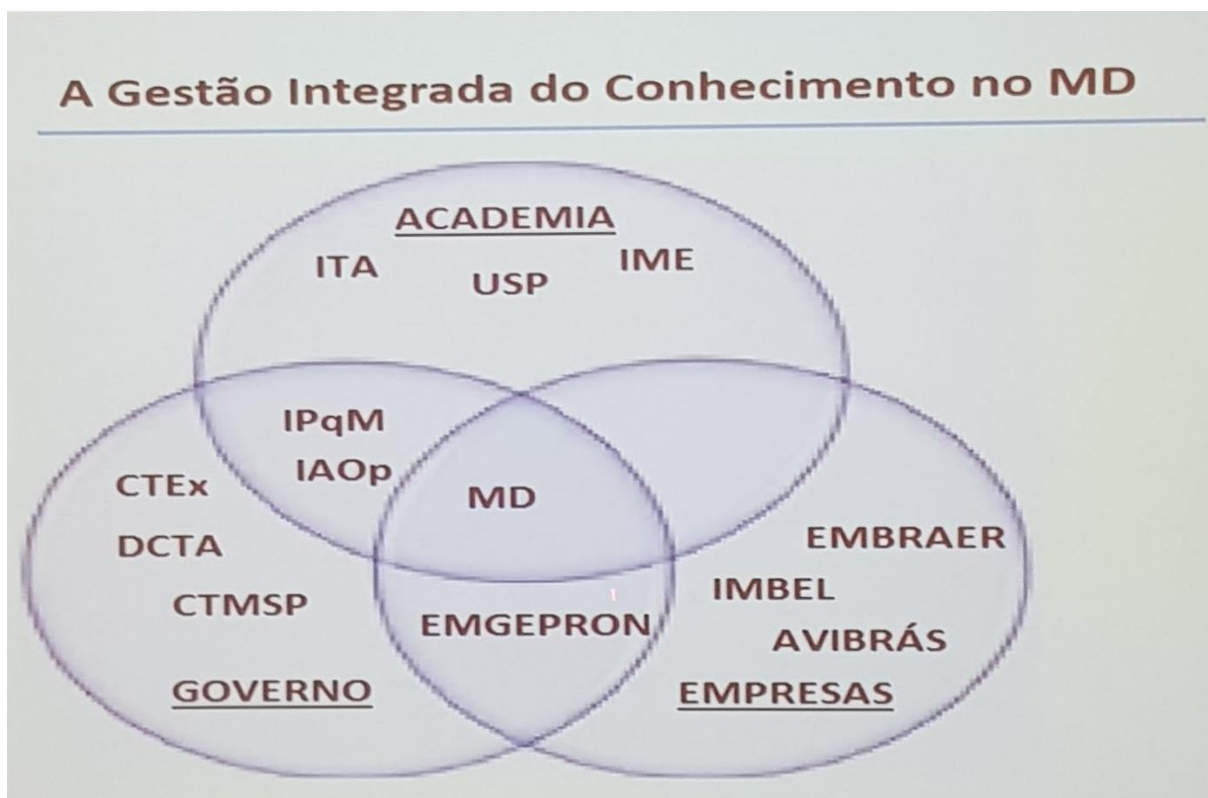 A Gestão Integrada do Conhecimento no MD
ACADEMIA
ITA
USP
IME
IPqM
IAOp
CTEx
DCTA
CTMSP
GOVERNO
MD
EMGEPRON
EMBRAER
IMBEL
AVIBRÁS
EMPRESAS